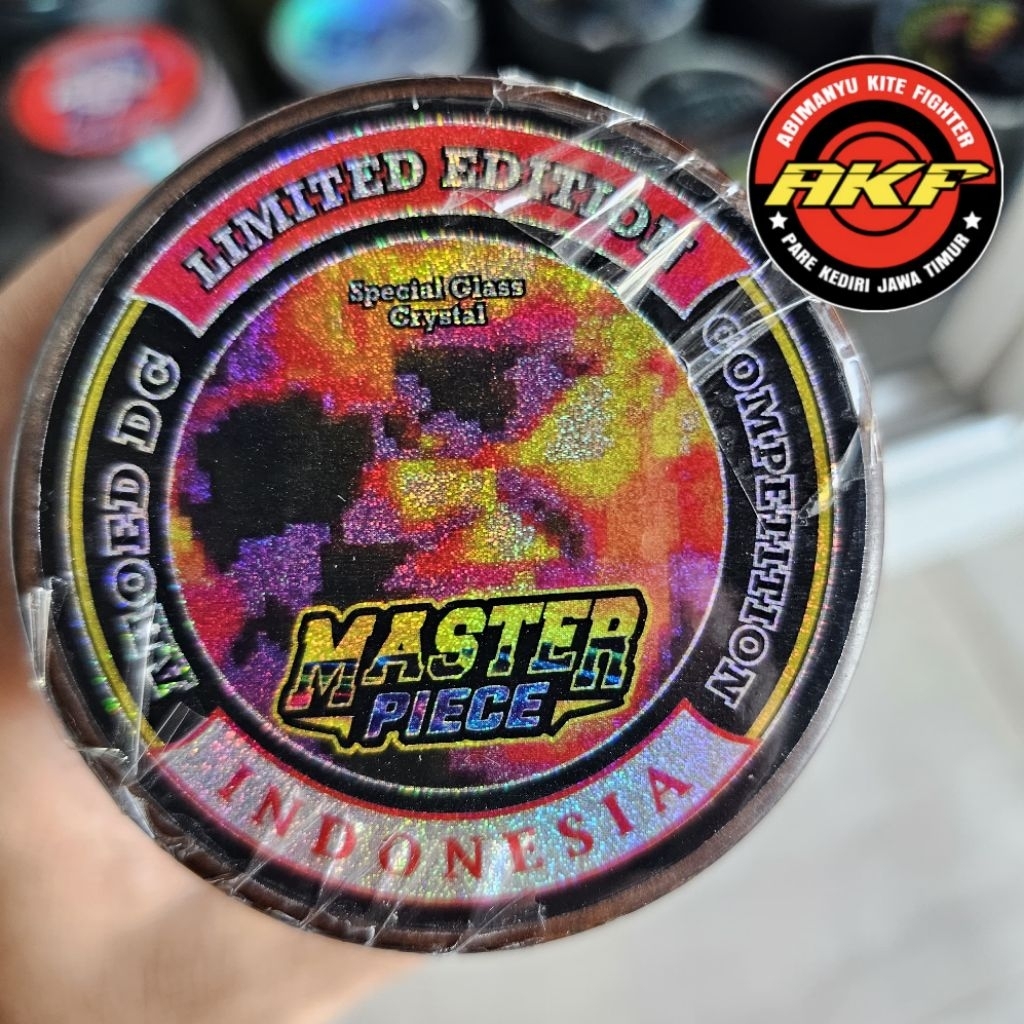 LIMITED EDITION
Special Glass
Crystal
COMPETITION
MASTER
PIECE
INDONESIA
ABIMANYU KITE FIGHTER
AKF
PARE KEDIRI JAWA TIMUR